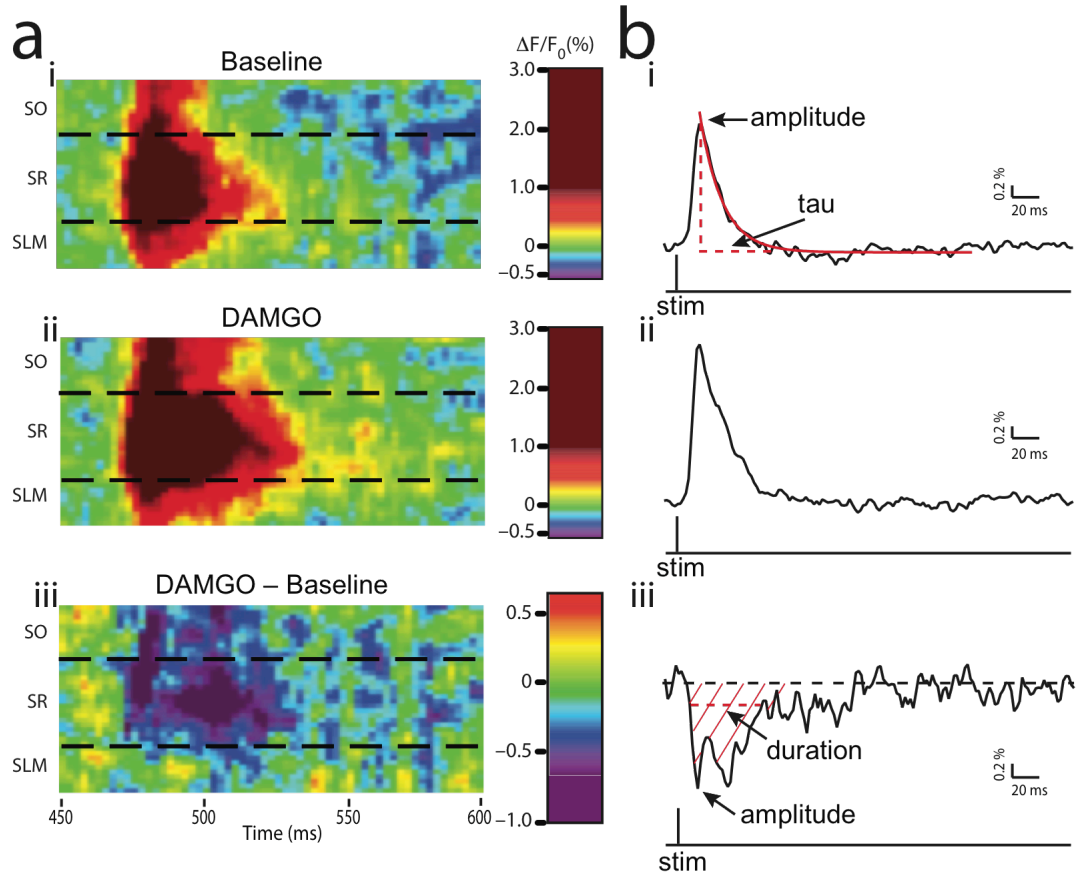 a
i
Baseline
SO
SR
SLM
ΔF/F0(%)
3.0
2.0
1.0
0
−0.5
ii
DAMGO
SO
SR
SLM
3.0
2.0
1.0
0
−0.5
iii
DAMGO – Baseline
SO
SR
SLM
0.5
0
−0.5
−1.0
450
500
550
600
Time (ms)
b
i
amplitude
tau
0.2 %
20 ms
stim
ii
0.2 %
20 ms
stim
iii
duration
amplitude
0.2 %
20 ms
stim